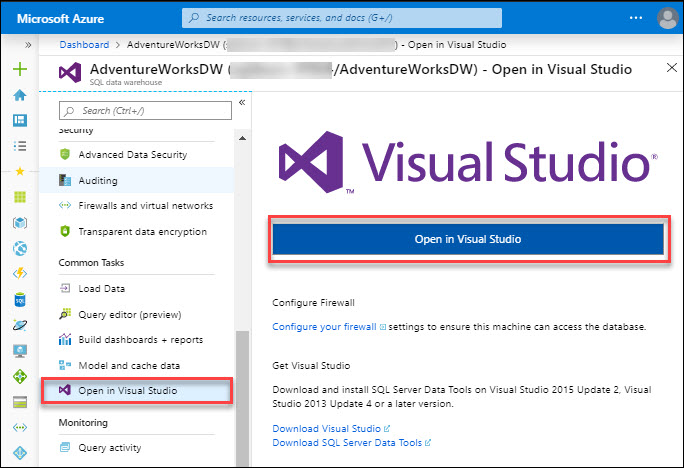 Microsoft Azure
Search resources, services, and docs (G+/)
Dashboard > AdventureWorksDW ( ) - Open in Visual Studio
AdventureWorksDW ( /AdventureWorksDW) - Open in Visual Studio
SQL data warehouse
Search (Ctrl+/)
Security
Advanced Data Security
Auditing
Firewalls and virtual networks
Transparent data encryption
Common Tasks
Load Data
Query editor (preview)
Build dashboards + reports
Model and cache data
Open in Visual Studio
Monitoring
Query activity
Visual Studio®
™
Open in Visual Studio
Configure Firewall
Configure your firewall settings to ensure this machine can access the database.
Get Visual Studio
Download and install SQL Server Data Tools on Visual Studio 2015 Update 2, Visual
Studio 2013 Update 4 or a later version.
Download Visual Studio
Download SQL Server Data Tools